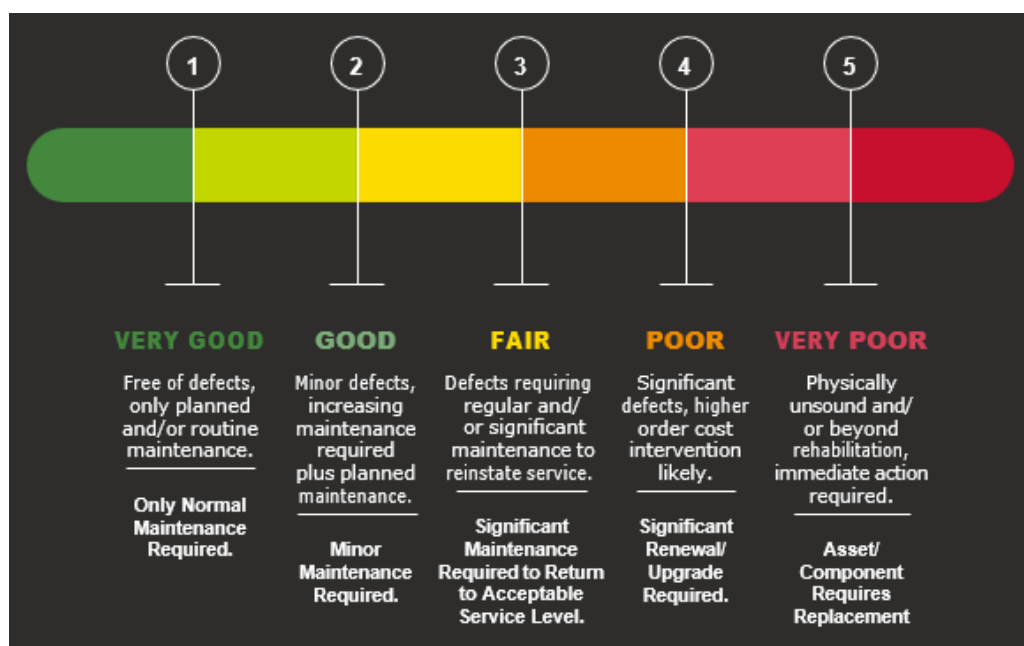 1
2
3
4
5
VERY GOOD
Free of defects,
only planned
and/or routine
maintenance.
Only Normal
Maintenance
Required.
GOOD
Minor defects,
increasing
maintenance
required
plus planned
maintenance.
Minor
Maintenance
Required.
FAIR
Defects requiring
regular and/
or significant
maintenance to
reinstate service.
Significant
Maintenance
Required to Return
to Acceptable
Service Level.
POOR
Significant
defects, higher
order cost
intervention
likely.
Significant
Renewal/
Upgrade
Required.
VERY POOR
Physically
unsound and/
or beyond
rehabilitation,
immediate action
required.
Asset/
Component
Requires
Replacement